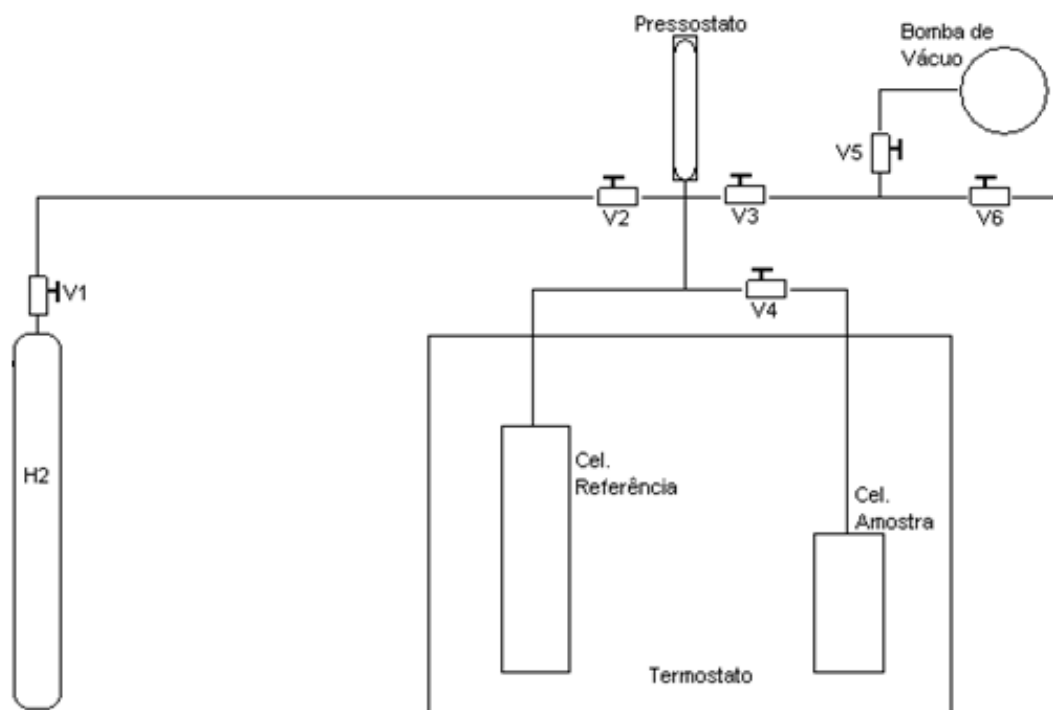 Pressostato
Bomba de
Vácuo
V5
V2
V3
V6
V1
V4
H2
Cel.
Referência
Cel.
Amostra
Termostato